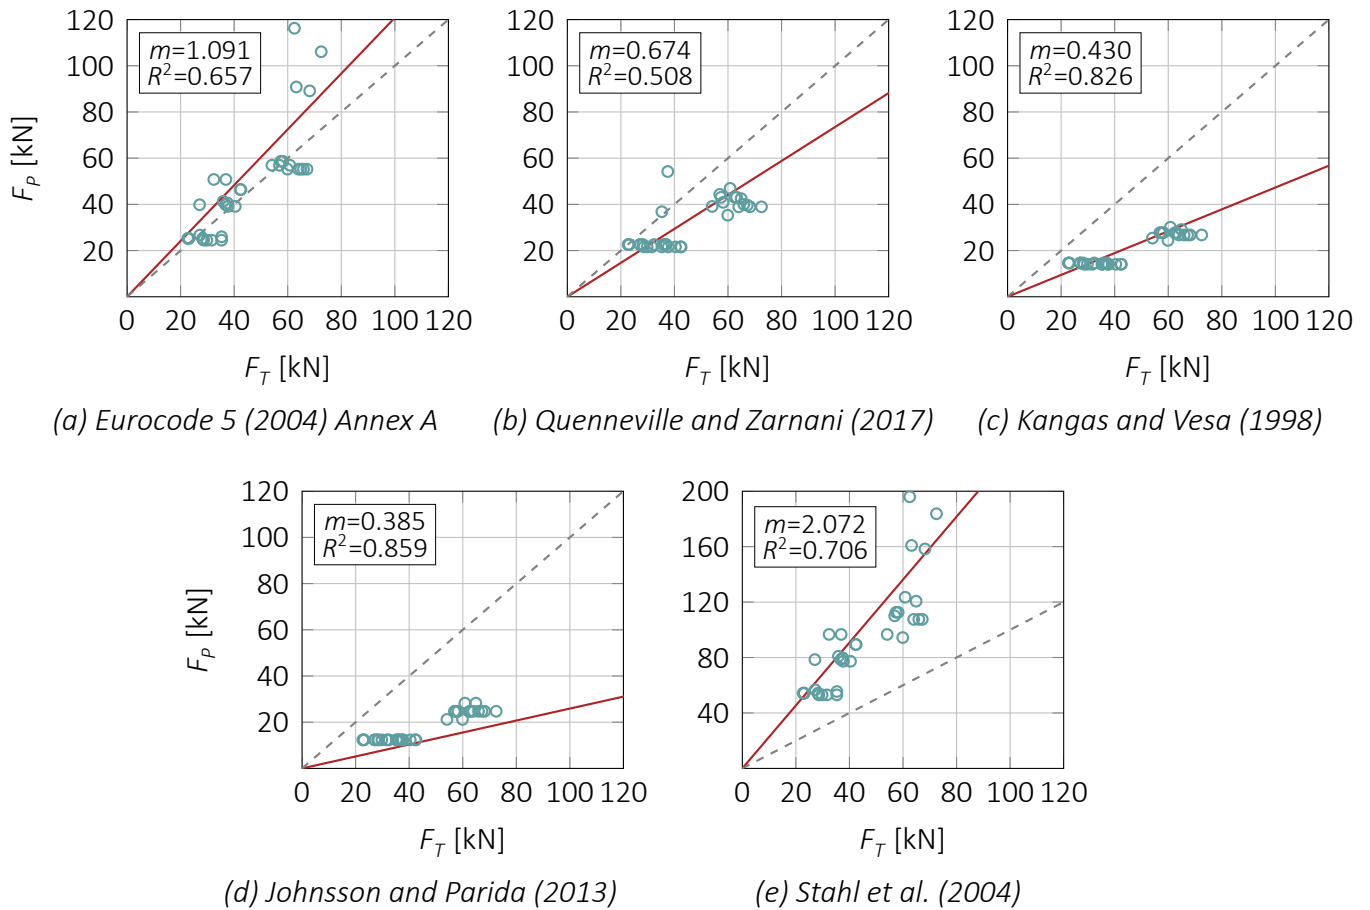 m=1.091
R²=0.657
120
100
80
60
40
20
0 20 40 60 80 100 120
F_P [kN]
F_T [kN]
(a) Eurocode 5 (2004) Annex A
m=0.674
R²=0.508
120
100
80
60
40
20
0 20 40 60 80 100 120
F_T [kN]
(b) Quenneville and Zarnani (2017)
m=0.430
R²=0.826
120
100
80
60
40
20
0 20 40 60 80 100 120
F_T [kN]
(c) Kangas and Vesa (1998)
m=0.385
R²=0.859
120
100
80
60
40
20
0 20 40 60 80 100 120
F_P [kN]
F_T [kN]
(d) Johnsson and Parida (2013)
m=2.072
R²=0.706
200
160
120
80
40
0 20 40 60 80 100 120
F_T [kN]
(e) Stahl et al. (2004)